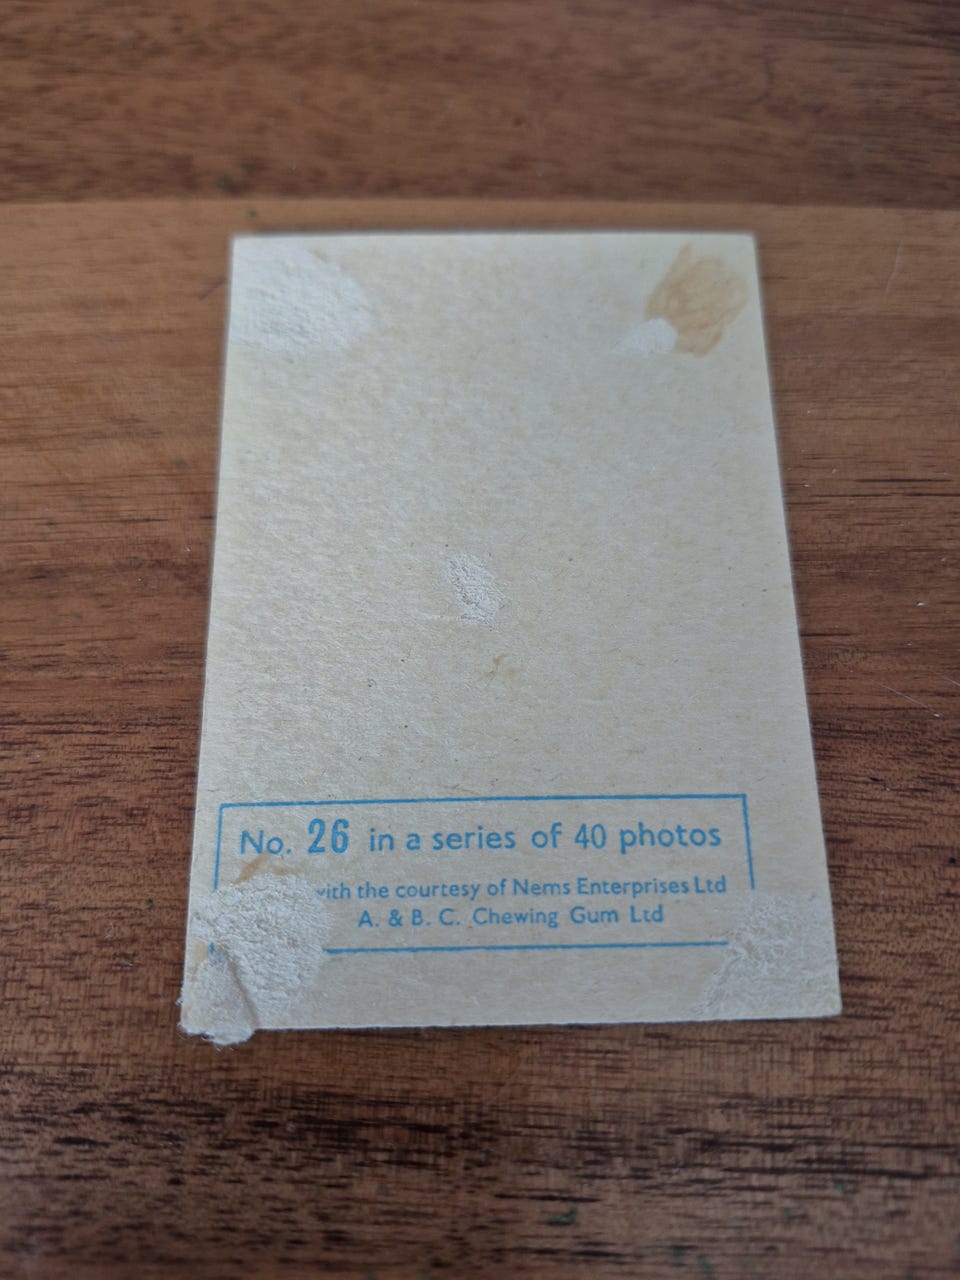 No. 26 in a series of 40 photos
with the courtesy of Nems Enterprises Ltd
A. & B. C. Chewing Gum Ltd